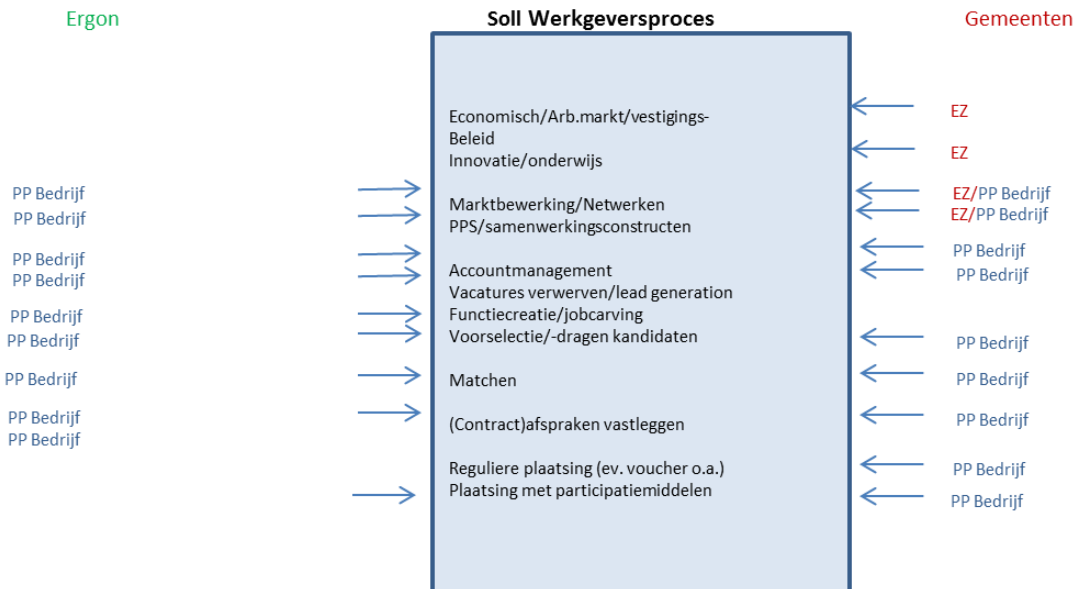 Ergon
Soll Werkgeversproces
Gemeenten
Economisch/Arb.markt/vestigings-
Beleid
Innovatie/onderwijs
Marktbewerking/Netwerken
PPS/samenwerkingsconstructen
Accountmanagement
Vacatures verwerven/lead generation
Functiecreatie/jobcarving
Voorselectie/-dragen kandidaten
Matchen
(Contract)afspraken vastleggen
Reguliere plaatsing (ev. voucher o.a.)
Plaatsing met participatiemiddelen
PP Bedrijf
PP Bedrijf
PP Bedrijf
PP Bedrijf
PP Bedrijf
PP Bedrijf
PP Bedrijf
PP Bedrijf
PP Bedrijf
EZ
EZ
EZ/PP Bedrijf
EZ/PP Bedrijf
PP Bedrijf
PP Bedrijf
PP Bedrijf
PP Bedrijf
PP Bedrijf
PP Bedrijf
PP Bedrijf